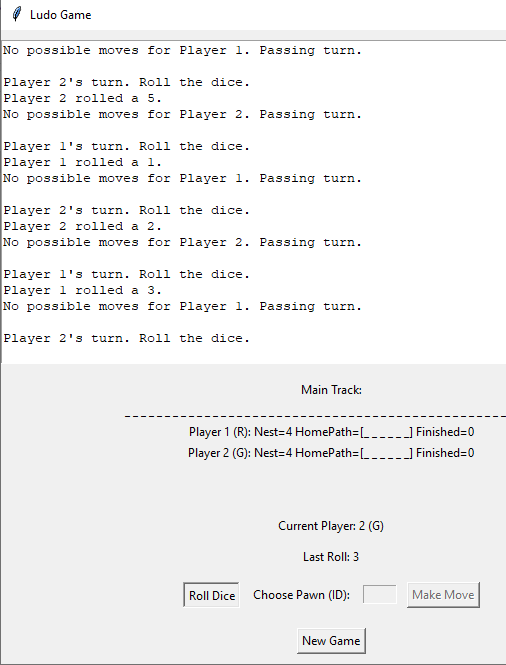 Ludo Game
No possible moves for Player 1. Passing turn.
Player 2's turn. Roll the dice.
Player 2 rolled a 5.
No possible moves for Player 2. Passing turn.
Player 1's turn. Roll the dice.
Player 1 rolled a 1.
No possible moves for Player 1. Passing turn.
Player 2's turn. Roll the dice.
Player 2 rolled a 2.
No possible moves for Player 2. Passing turn.
Player 1's turn. Roll the dice.
Player 1 rolled a 3.
No possible moves for Player 1. Passing turn.
Player 2's turn. Roll the dice.
Main Track:
_ _ _ _ _ _ _ _ _ _ _ _ _ _ _ _ _ _ _ _ _ _ _ _ _ _ _ _ _ _ _ _ _ _ _ _ _ _ _ _ _ _ _ _ _ _ _ _
Player 1 (R): Nest=4 HomePath=[_ _ _ _ _ _] Finished=0
Player 2 (G): Nest=4 HomePath=[_ _ _ _ _ _] Finished=0
Current Player: 2 (G)
Last Roll: 3
Roll Dice Choose Pawn (ID): Make Move
New Game